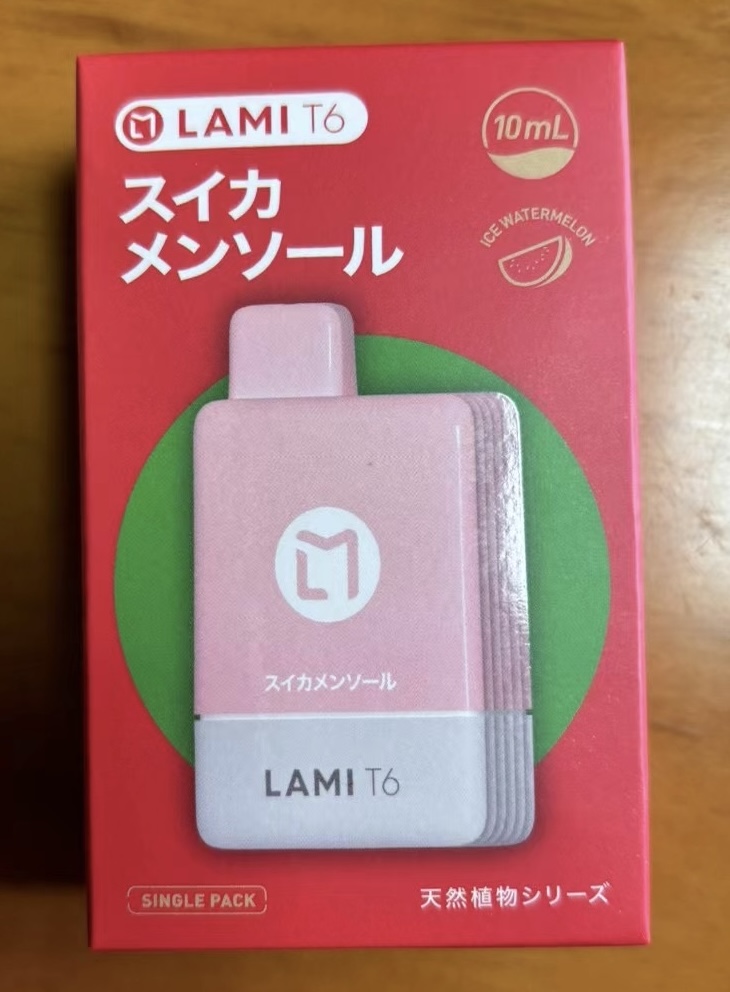 LAMI T6
10mL
スイカ
メンソール
ICE WATERMELON
スイカメンソール
LAMI T6
SINGLE PACK
天然植物シリーズ